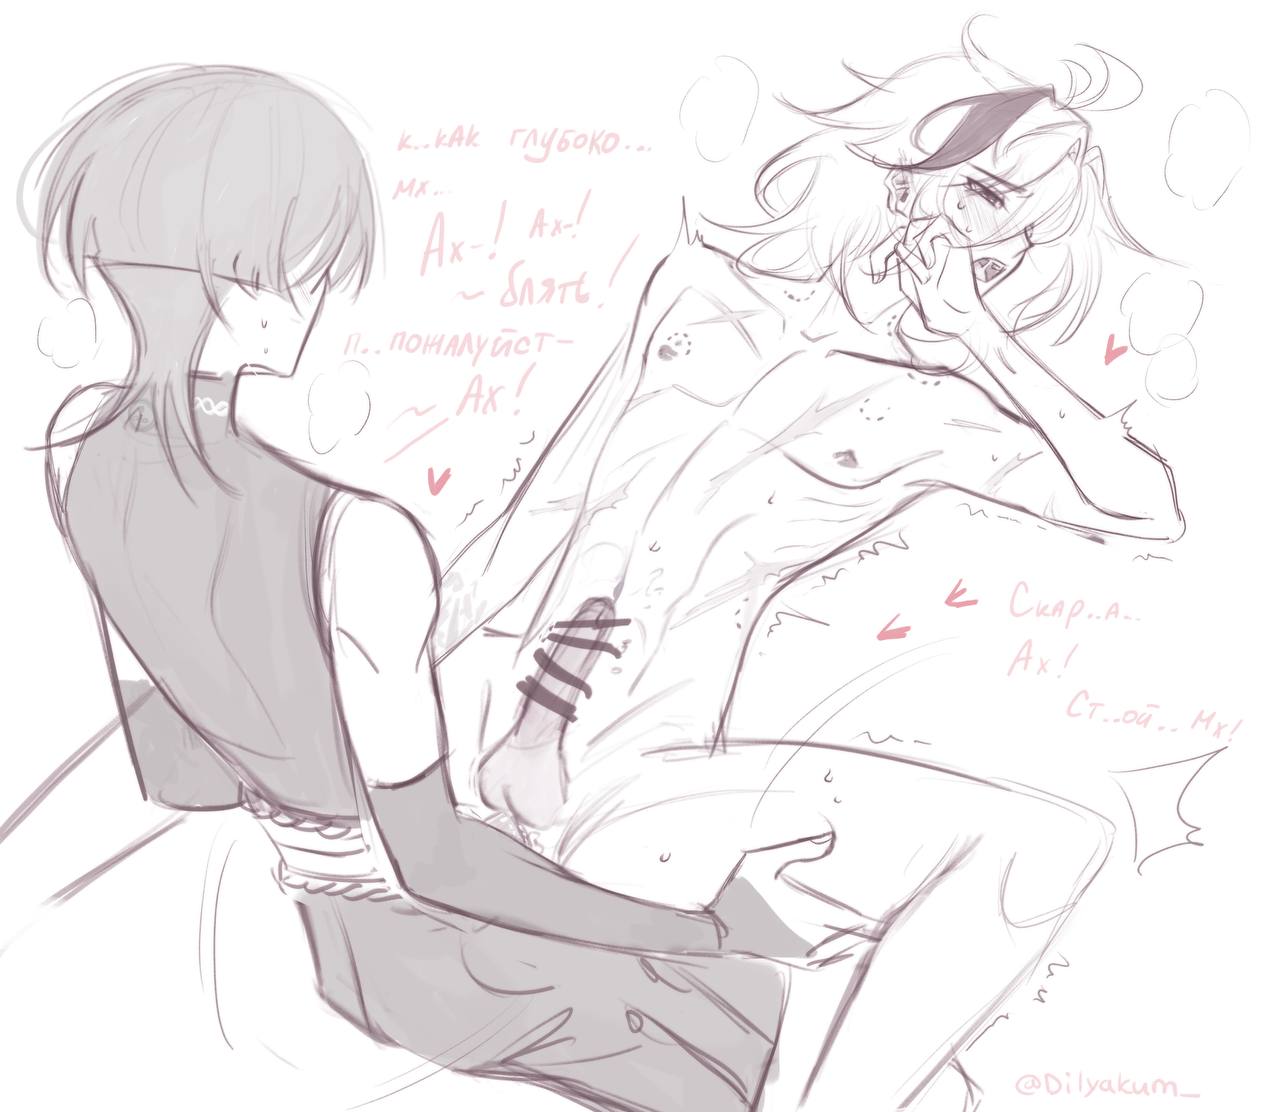 к..как глубоко...
мх...
Ах-! Ах-!
~ блять!
п..пожалуйст-
~ Ах!
Скар..а..
Ах!
Ст..ой.. Мх!
@Dilyakum_